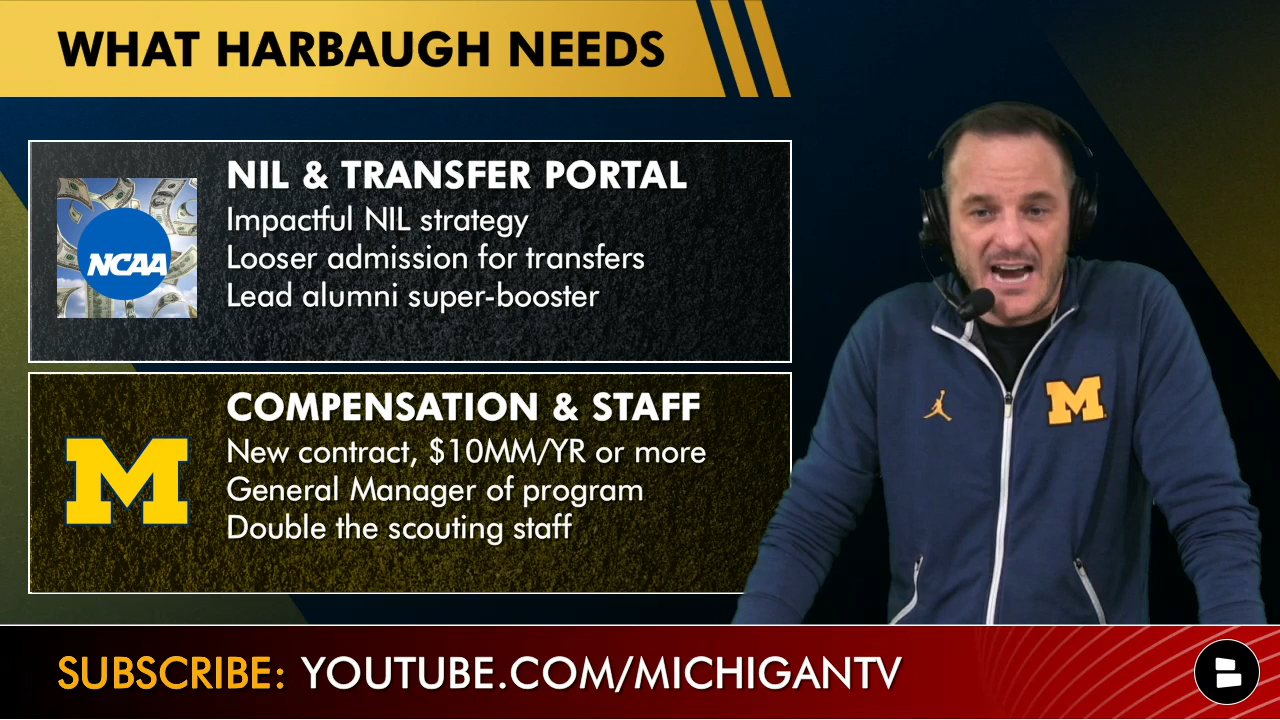 WHAT HARBAUGH NEEDS
NCAA
NIL & TRANSFER PORTAL
Impactful NIL strategy
Looser admission for transfers
Lead alumni super-booster
M
COMPENSATION & STAFF
New contract, $10MM/YR or more
General Manager of program
Double the scouting staff
M
SUBSCRIBE: YOUTUBE.COM/MICHIGANTV